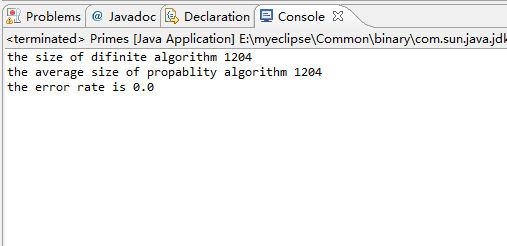 Problems @ Javadoc Declaration Console
<terminated> Primes [Java Application] E:\myeclipse\Common\binary\com.sun.java.jdk
the size of difinite algorithm 1204
the average size of propablity algorithm 1204
the error rate is 0.0